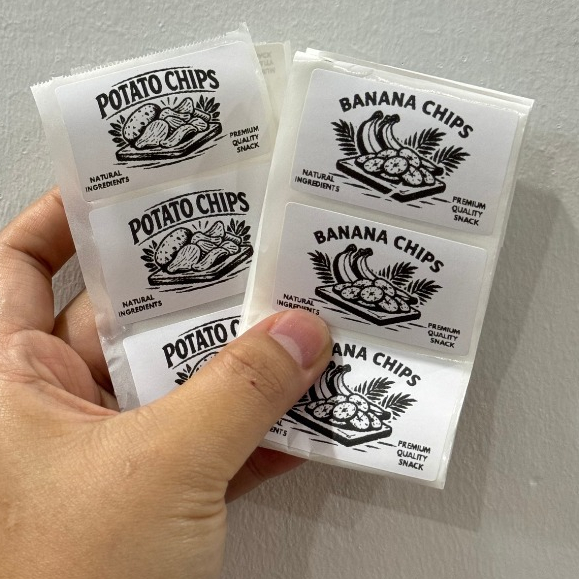 POTATO CHIPS
NATURAL
INGREDIENTS
PREMIUM
QUALITY
SNACK
POTATO CHIPS
NATURAL
INGREDIENTS
POTATO
BANANA CHIPS
NATURAL
INGREDIENTS
PREMIUM
QUALITY
SNACK
BANANA CHIPS
NATURAL
INGREDIENTS
PREMIUM
QUALITY
SNACK
ANA CHIPS
PREMIUM
QUALITY
SNACK